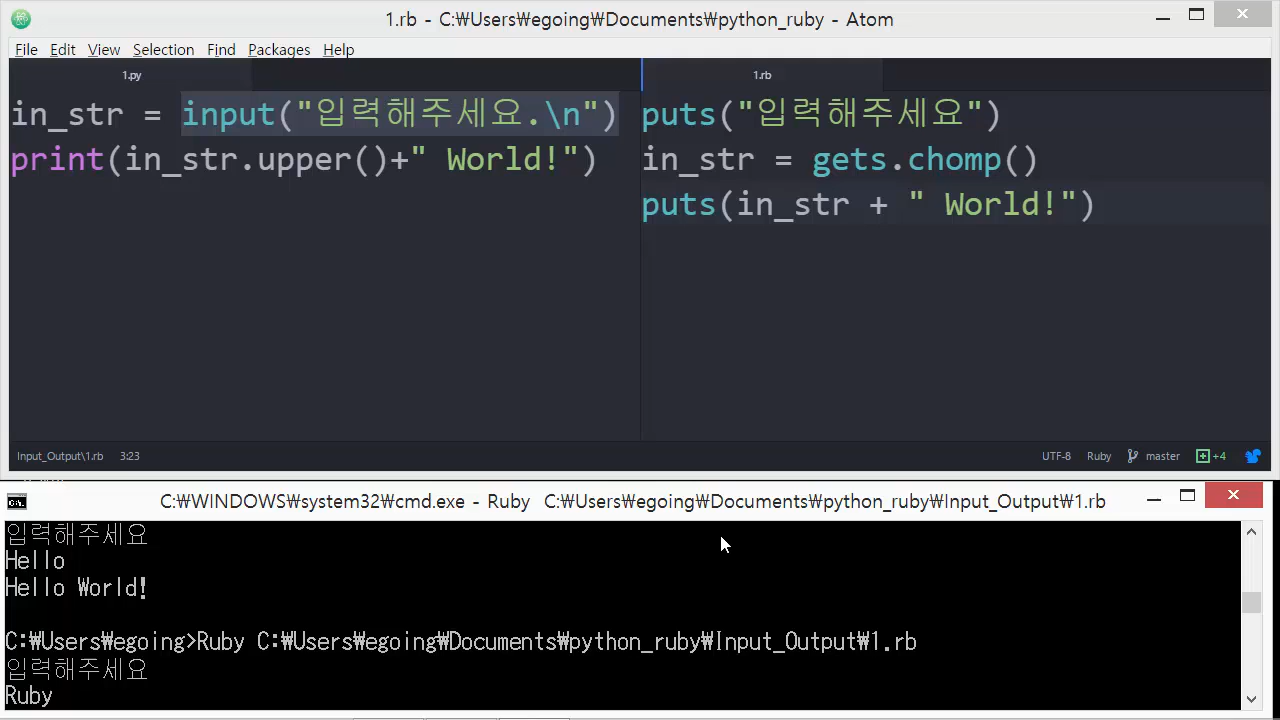 1.rb - C:₩Users₩egoing₩Documents₩python_ruby - Atom
File Edit View Selection Find Packages Help
1.py
in_str = input("입력해주세요.\n")
print(in_str.upper()+" World!")
1.rb
puts("입력해주세요")
in_str = gets.chomp()
puts(in_str + " World!")
Input_Output\1.rb 3:23
UTF-8 Ruby master +4
C:₩WINDOWS₩system32₩cmd.exe - Ruby C:₩Users₩egoing₩Documents₩python_ruby₩Input_Output₩1.rb
입력해주세요
Hello
Hello World!
C:₩Users₩egoing>Ruby C:₩Users₩egoing₩Documents₩python_ruby₩Input_Output₩1.rb
입력해주세요
Ruby